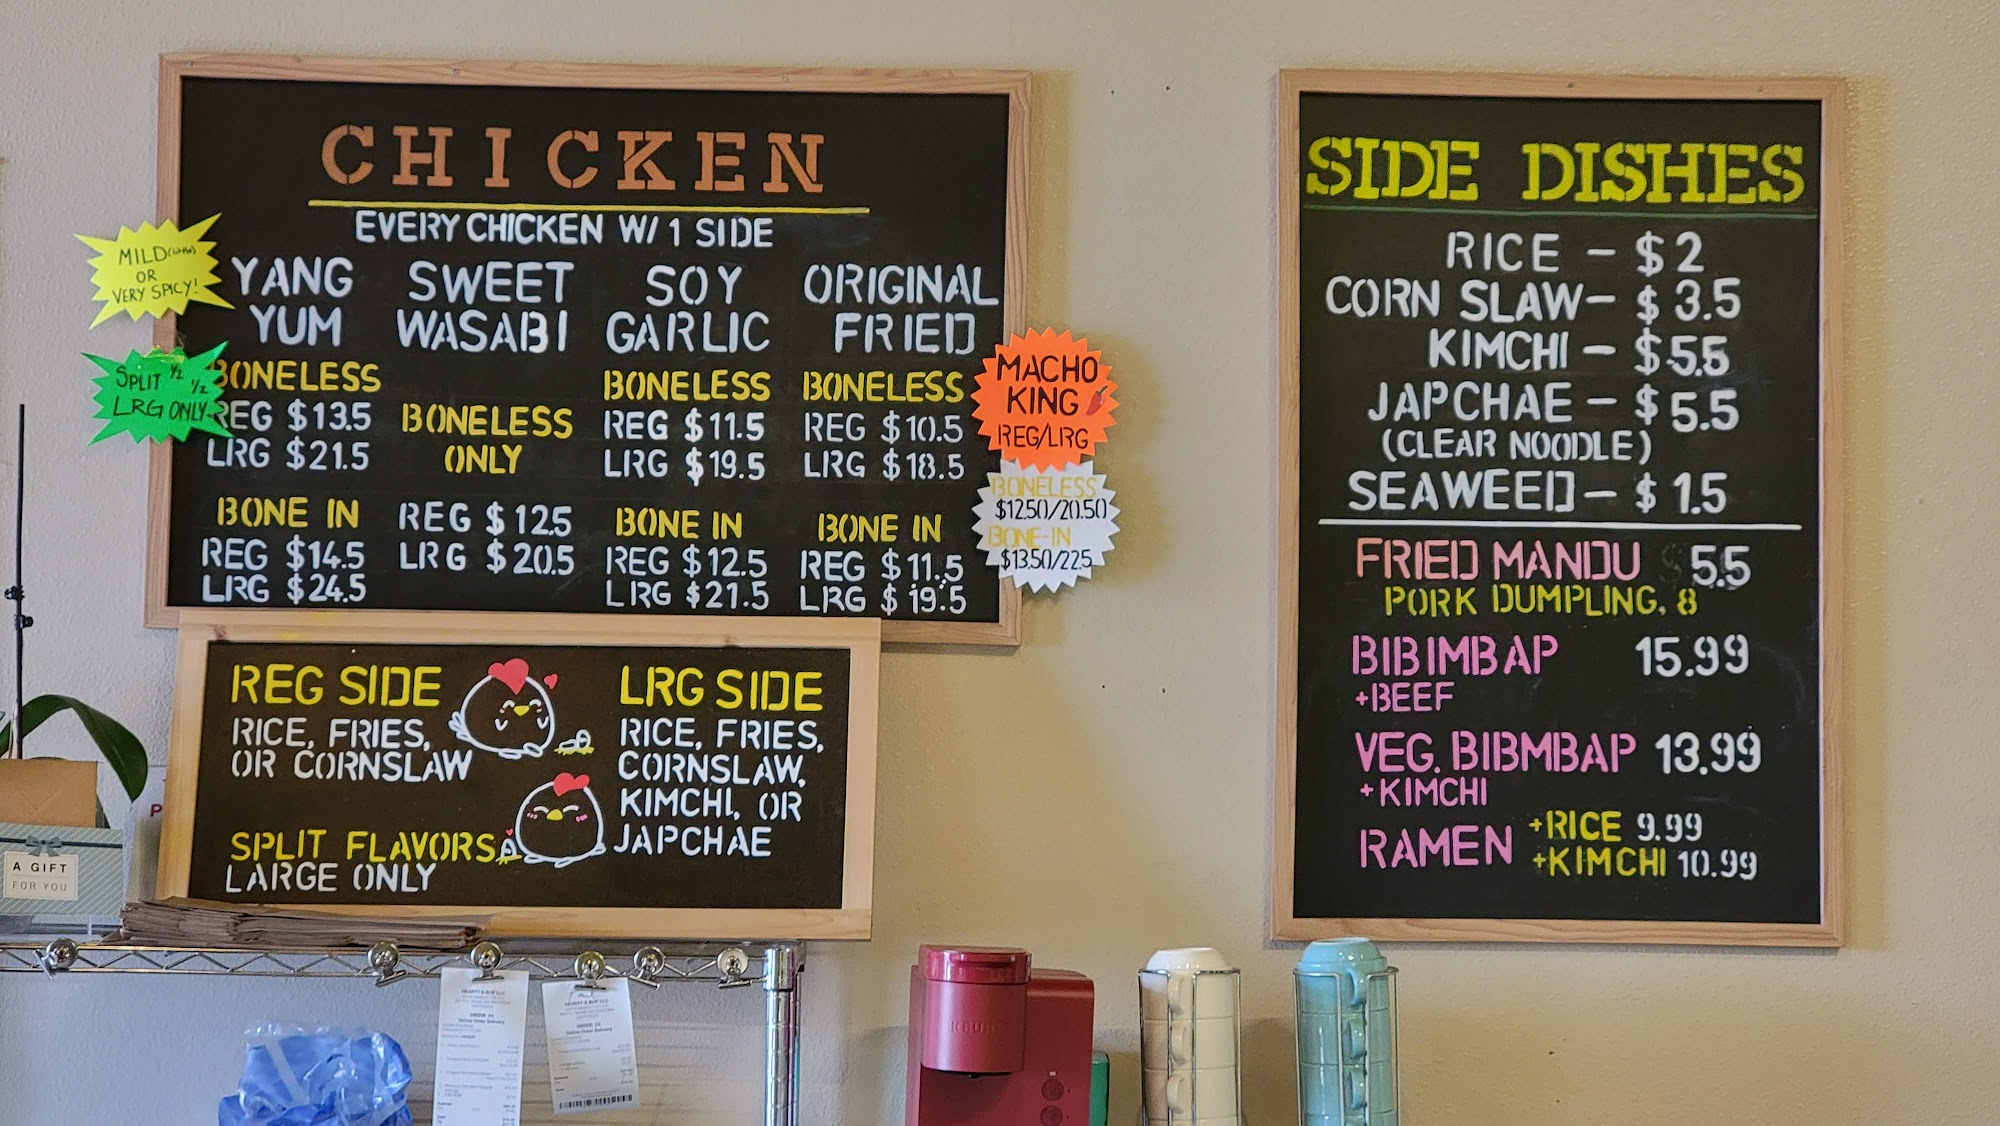 CHICKEN
EVERY CHICKEN W/ 1 SIDE
MILD
OR
VERY SPICY!
SPLIT 1/2 1/2
LRG ONLY
YANG
YUM
BONELESS
REG $13.5
LRG $21.5
BONE IN
REG $14.5
LRG $24.5
SWEET
WASABI
BONELESS
ONLY
REG $12.5
LRG $20.5
SOY
GARLIC
BONELESS
REG $11.5
LRG $19.5
BONE IN
REG $12.5
LRG $21.5
ORIGINAL
FRIED
BONELESS
REG $10.5
LRG $18.5
BONE IN
REG $11.5
LRG $19.5
MACHO
KING
REG/LRG
BONELESS
$12.50/20.50
BONE-IN
$13.50/22.5
REG SIDE
RICE, FRIES,
OR CORNSLAW
SPLIT FLAVORS
LARGE ONLY
LRG SIDE
RICE, FRIES,
CORNSLAW,
KIMCHI, OR
JAPCHAE
SIDE DISHES
RICE - $2
CORN SLAW- $3.5
KIMCHI - $5.5
JAPCHAE - $5.5
(CLEAR NOODLE)
SEAWEED - $1.5
FRIED MANDU 5.5
PORK DUMPLING, 8
BIBIMBAP 15.99
+BEEF
VEG. BIBMBAP 13.99
+KIMCHI
RAMEN +RICE 9.99
+KIMCHI 10.99
A GIFT
FOR YOU
KEURIG